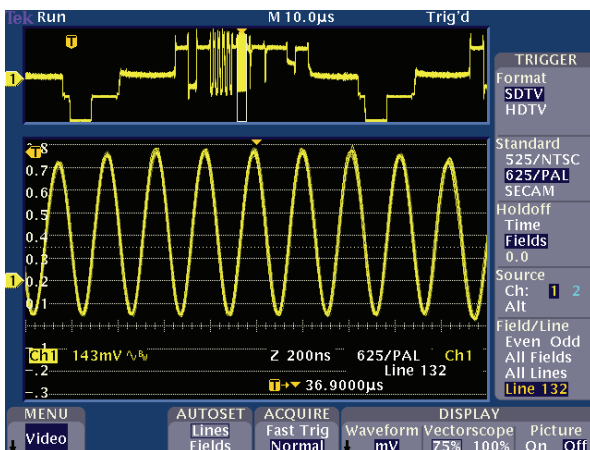 Tek Run M 10.0µs Trig'd
T
1
TRIGGER
Format
SDTV
HDTV
Standard
525/NTSC
625/PAL
SECAM
Holdoff
Time
Fields
0.0
Source
Ch: 1 2
Alt
Field/Line
Even Odd
All Fields
All Lines
Line 132
T
0.7
0.6
0.5
0.4
0.3
1 0.2
0.1
Ch1 143mV Z 200ns 625/PAL Ch1
-.2 Line 132
T 36.9000µs
-.3
MENU AUTOSET ACQUIRE DISPLAY
Video Lines Fast Trig Waveform Vectorscope Picture
Fields Normal mV 75% 100% On Off